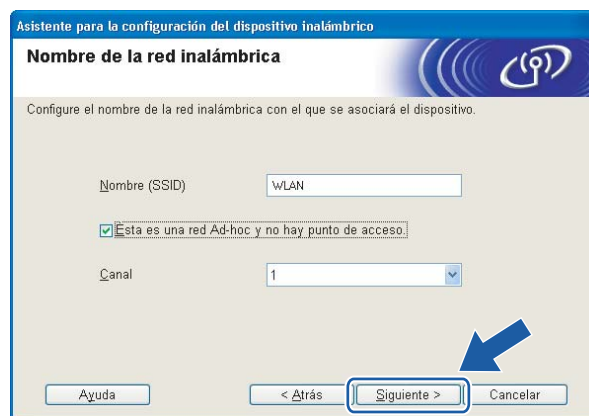 Asistente para la configuración del dispositivo inalámbrico
Nombre de la red inalámbrica
Configure el nombre de la red inalámbrica con el que se asociará el dispositivo.
Nombre (SSID)
WLAN
Esta es una red Ad-hoc y no hay punto de acceso.
Canal
1
Ayuda
< Atrás
Siguiente >
Cancelar